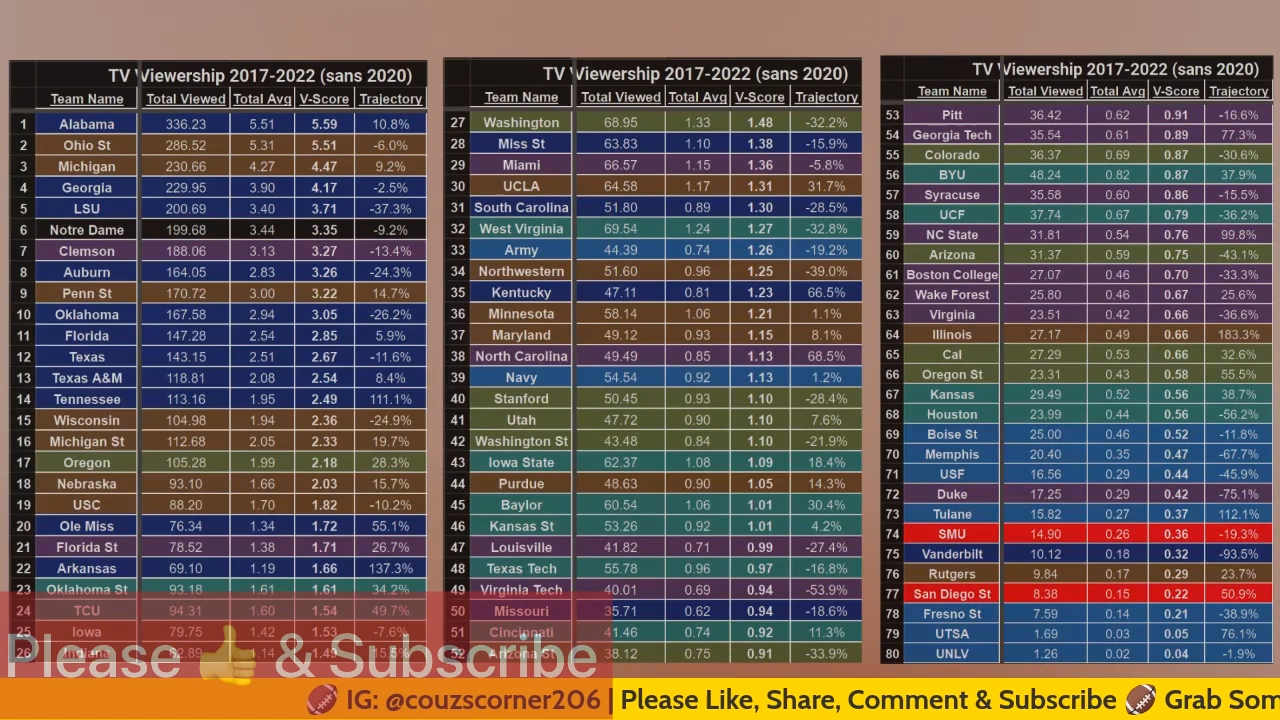 TV Viewership 2017-2022 (sans 2020)
Team Name Total Viewed Total Avg V-Score Trajectory
1 Alabama 336.23 5.51 5.59 10.8%
2 Ohio St 286.52 5.31 5.51 -6.0%
3 Michigan 230.66 4.27 4.47 9.2%
4 Georgia 229.95 3.90 4.17 -2.5%
5 LSU 200.69 3.40 3.71 -37.3%
6 Notre Dame 199.68 3.44 3.35 -9.2%
7 Clemson 188.06 3.13 3.27 -13.4%
8 Auburn 164.05 2.83 3.26 -24.3%
9 Penn St 170.72 3.00 3.22 14.7%
10 Oklahoma 167.58 2.94 3.05 -26.2%
11 Florida 147.28 2.54 2.85 5.9%
12 Texas 143.15 2.51 2.67 -11.6%
13 Texas A&M 118.81 2.08 2.54 8.4%
14 Tennessee 113.16 1.95 2.49 111.1%
15 Wisconsin 104.98 1.94 2.36 -24.9%
16 Michigan St 112.68 2.05 2.33 19.7%
17 Oregon 105.28 1.99 2.18 28.3%
18 Nebraska 93.10 1.66 2.03 15.7%
19 USC 88.20 1.70 1.82 -10.2%
20 Ole Miss 76.34 1.34 1.72 55.1%
21 Florida St 78.52 1.38 1.71 26.7%
22 Arkansas 69.10 1.19 1.66 137.3%
23 Oklahoma St 93.18 1.61 1.61 34.2%
24 TCU 94.31 1.60 1.54 49.7%
25 Iowa 79.75 1.42 1.53 -7.6%
26 Indiana 62.89 1.14 1.49 15.5%
TV Viewership 2017-2022 (sans 2020)
Team Name Total Viewed Total Avg V-Score Trajectory
27 Washington 68.95 1.33 1.48 -32.2%
28 Miss St 63.83 1.10 1.38 -15.9%
29 Miami 66.57 1.15 1.36 -5.8%
30 UCLA 64.58 1.17 1.31 31.7%
31 South Carolina 51.80 0.89 1.30 -28.5%
32 West Virginia 69.54 1.24 1.27 -32.8%
33 Army 44.39 0.74 1.26 -19.2%
34 Northwestern 51.60 0.96 1.25 -39.0%
35 Kentucky 47.11 0.81 1.23 66.5%
36 Minnesota 58.14 1.06 1.21 1.1%
37 Maryland 49.12 0.93 1.15 8.1%
38 North Carolina 49.49 0.85 1.13 68.5%
39 Navy 54.54 0.92 1.13 1.2%
40 Stanford 50.45 0.93 1.10 -28.4%
41 Utah 47.72 0.90 1.10 7.6%
42 Washington St 43.48 0.84 1.10 -21.9%
43 Iowa State 62.37 1.08 1.09 18.4%
44 Purdue 48.63 0.90 1.05 14.3%
45 Baylor 60.54 1.06 1.01 30.4%
46 Kansas St 53.26 0.92 1.01 4.2%
47 Louisville 41.82 0.71 0.99 -27.4%
48 Texas Tech 55.78 0.96 0.97 -16.8%
49 Virginia Tech 40.01 0.69 0.94 -53.9%
50 Missouri 35.71 0.62 0.94 -18.6%
51 Cincinnati 41.46 0.74 0.92 11.3%
52 Arizona St 38.12 0.75 0.91 -33.9%
TV Viewership 2017-2022 (sans 2020)
Team Name Total Viewed Total Avg V-Score Trajectory
53 Pitt 36.42 0.62 0.91 -16.6%
54 Georgia Tech 35.54 0.61 0.89 77.3%
55 Colorado 36.37 0.69 0.87 -30.6%
56 BYU 48.24 0.82 0.87 37.9%
57 Syracuse 35.58 0.60 0.86 -15.5%
58 UCF 37.74 0.67 0.79 -36.2%
59 NC State 31.81 0.54 0.76 99.8%
60 Arizona 31.37 0.59 0.75 -43.1%
61 Boston College 27.07 0.46 0.70 -33.3%
62 Wake Forest 25.80 0.46 0.67 25.6%
63 Virginia 23.51 0.42 0.66 -36.6%
64 Illinois 27.17 0.49 0.66 183.3%
65 Cal 27.29 0.53 0.66 32.6%
66 Oregon St 23.31 0.43 0.58 55.5%
67 Kansas 29.49 0.52 0.56 38.7%
68 Houston 23.99 0.44 0.56 -56.2%
69 Boise St 25.00 0.46 0.52 -11.8%
70 Memphis 20.40 0.35 0.47 -67.7%
71 USF 16.56 0.29 0.44 -45.9%
72 Duke 17.25 0.29 0.42 -75.1%
73 Tulane 15.82 0.27 0.37 112.1%
74 SMU 14.90 0.26 0.36 -19.3%
75 Vanderbilt 10.12 0.18 0.32 -93.5%
76 Rutgers 9.84 0.17 0.29 23.7%
77 San Diego St 8.38 0.15 0.22 50.9%
78 Fresno St 7.59 0.14 0.21 -38.9%
79 UTSA 1.69 0.03 0.05 76.1%
80 UNLV 1.26 0.02 0.04 -1.9%
Please 👍 & Subscribe
🏈 IG: @couzscorner206 | Please Like, Share, Comment & Subscribe 🏈 Grab Som